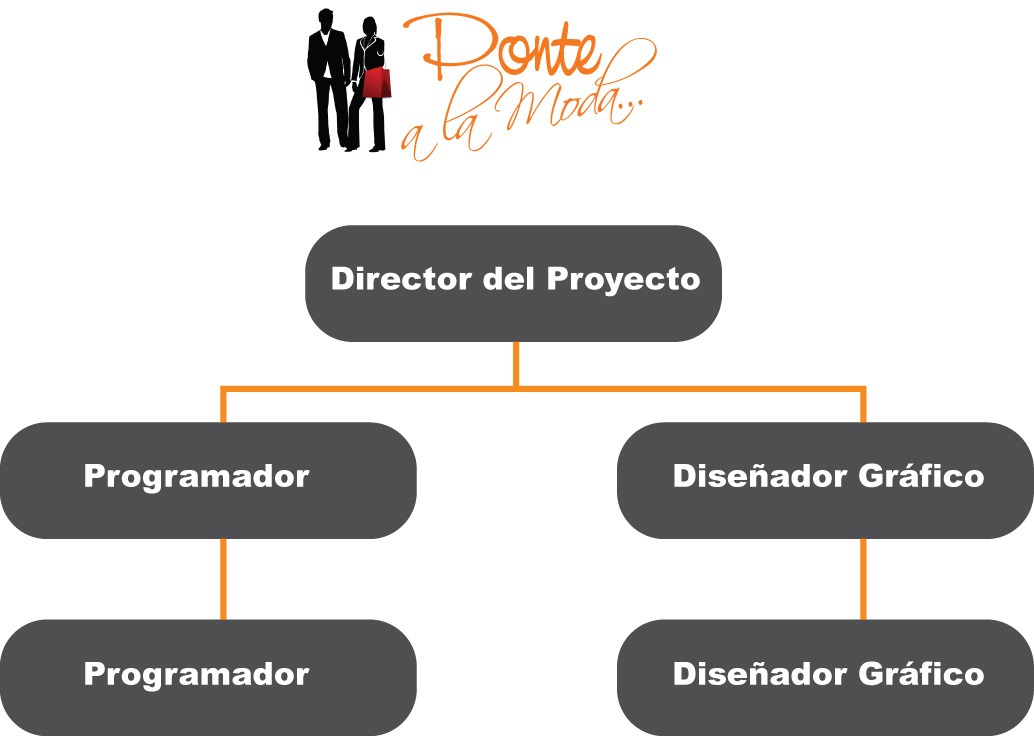 Ponte
a la Moda...
Director del Proyecto
Programador
Diseñador Gráfico
Programador
Diseñador Gráfico